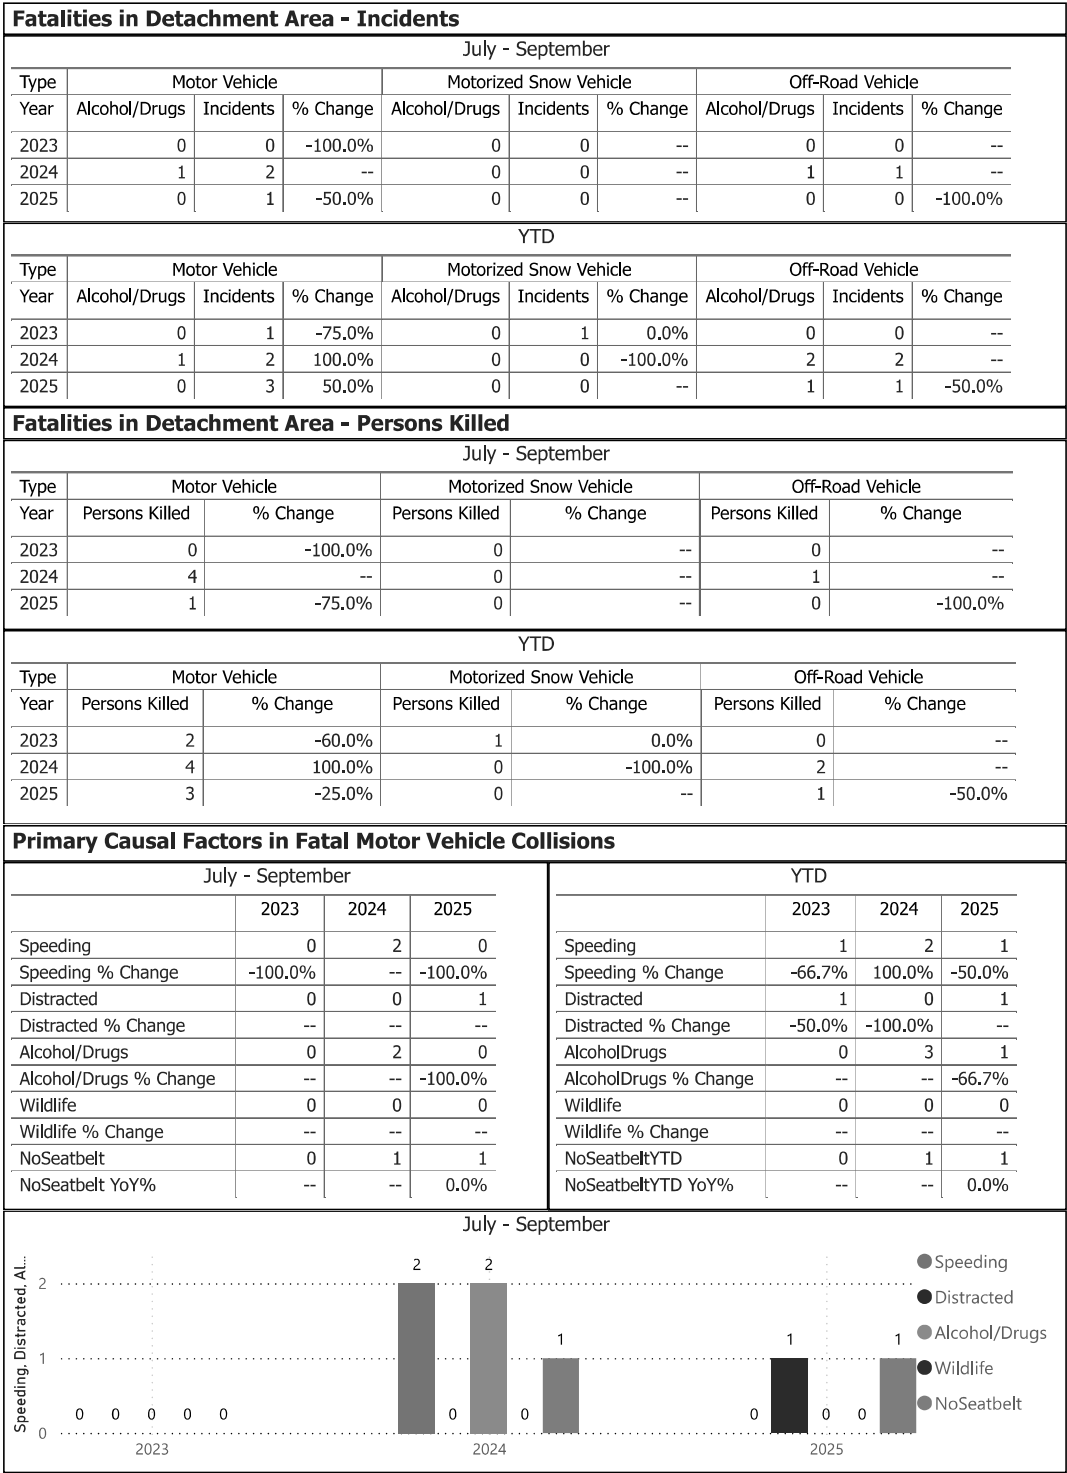 Fatalities in Detachment Area - Incidents
July - September
Type Motor Vehicle Motorized Snow Vehicle Off-Road Vehicle
Year Alcohol/Drugs Incidents % Change Alcohol/Drugs Incidents % Change Alcohol/Drugs Incidents % Change
2023 0 0 -100.0% 0 0 -- 0 0 --
2024 1 2 -- 0 0 -- 1 1 --
2025 0 1 -50.0% 0 0 -- 0 0 -100.0%
YTD
Type Motor Vehicle Motorized Snow Vehicle Off-Road Vehicle
Year Alcohol/Drugs Incidents % Change Alcohol/Drugs Incidents % Change Alcohol/Drugs Incidents % Change
2023 0 1 -75.0% 0 1 0.0% 0 0 --
2024 1 2 100.0% 0 0 -100.0% 2 2 --
2025 0 3 50.0% 0 0 -- 1 1 -50.0%
Fatalities in Detachment Area - Persons Killed
July - September
Type Motor Vehicle Motorized Snow Vehicle Off-Road Vehicle
Year Persons Killed % Change Persons Killed % Change Persons Killed % Change
2023 0 -100.0% 0 -- 0 --
2024 4 -- 0 -- 1 --
2025 1 -75.0% 0 -- 0 -100.0%
YTD
Type Motor Vehicle Motorized Snow Vehicle Off-Road Vehicle
Year Persons Killed % Change Persons Killed % Change Persons Killed % Change
2023 2 -60.0% 1 0.0% 0 --
2024 4 100.0% 0 -100.0% 2 --
2025 3 -25.0% 0 -- 1 -50.0%
Primary Causal Factors in Fatal Motor Vehicle Collisions
July - September
2023 2024 2025
Speeding 0 2 0
Speeding % Change -100.0% -- -100.0%
Distracted 0 0 1
Distracted % Change -- -- --
Alcohol/Drugs 0 2 0
Alcohol/Drugs % Change -- -- -100.0%
Wildlife 0 0 0
Wildlife % Change -- -- --
NoSeatbelt 0 1 1
NoSeatbelt YoY% -- -- 0.0%
YTD
2023 2024 2025
Speeding 1 2 1
Speeding % Change -66.7% 100.0% -50.0%
Distracted 1 0 1
Distracted % Change -50.0% -100.0% --
AlcoholDrugs 0 3 1
AlcoholDrugs % Change -- -- -66.7%
Wildlife 0 0 0
Wildlife % Change -- -- --
NoSeatbeltYTD 0 1 1
NoSeatbeltYTD YoY% -- -- 0.0%
July - September
Speeding, Distracted, Al...
2
1
0
0 0 0 0 0
2 0 2 0 1
0 1 0 0 1
2023 2024 2025
Speeding
Distracted
Alcohol/Drugs
Wildlife
NoSeatbelt